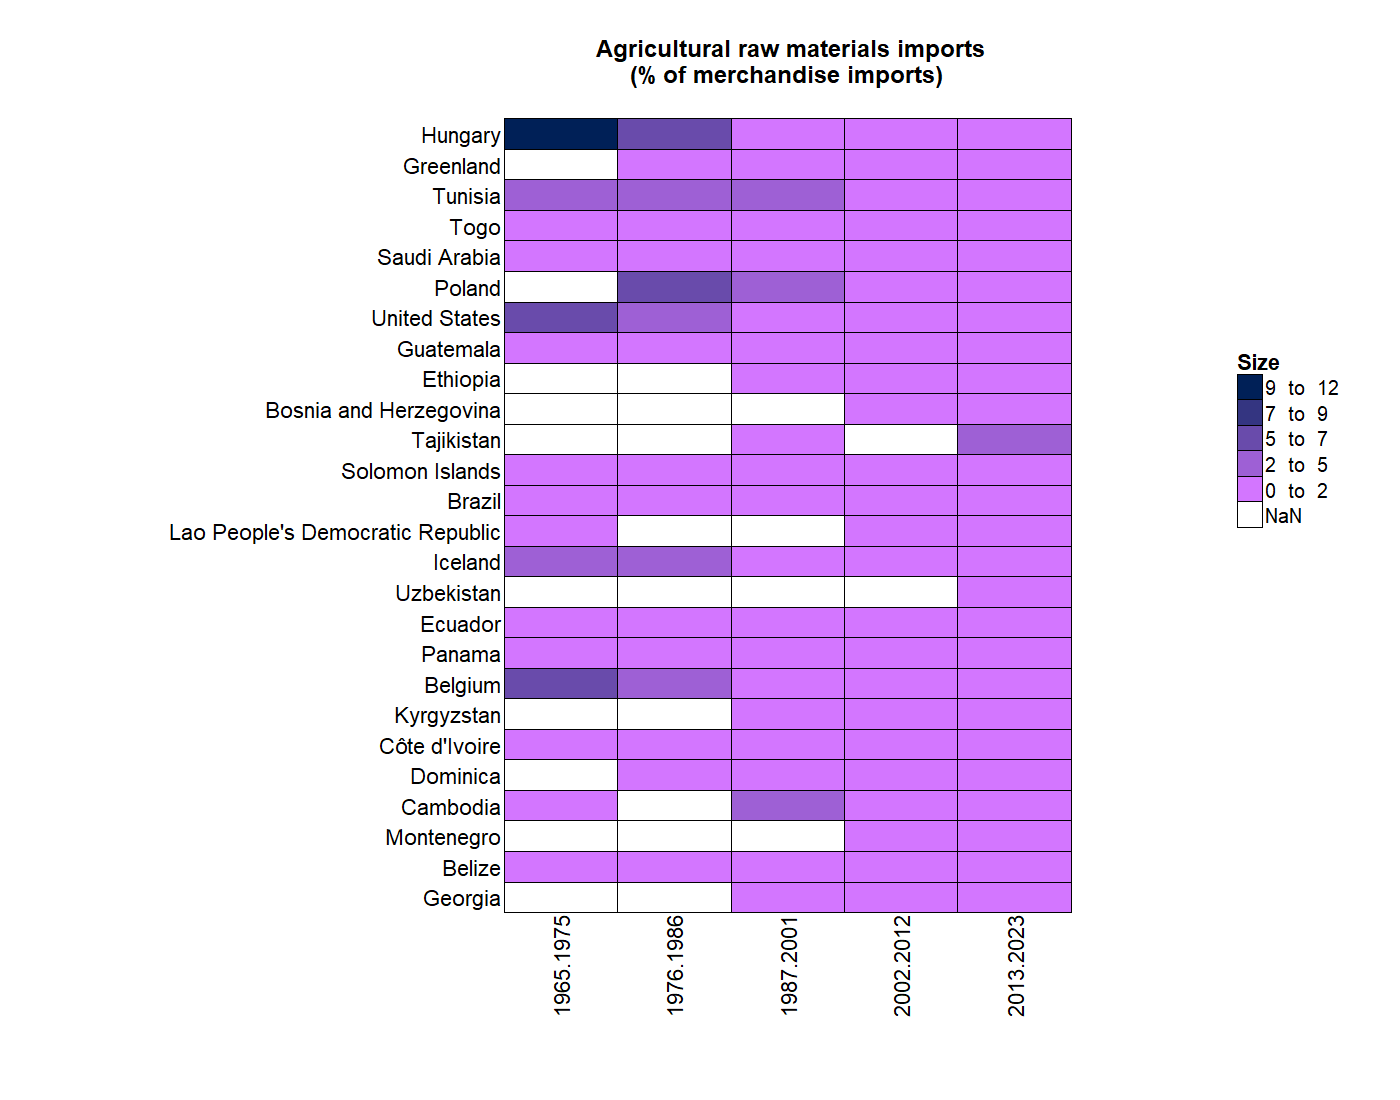 Agricultural raw materials imports
(% of merchandise imports)
Hungary
Greenland
Tunisia
Togo
Saudi Arabia
Poland
United States
Guatemala
Ethiopia
Bosnia and Herzegovina
Tajikistan
Solomon Islands
Brazil
Lao People's Democratic Republic
Iceland
Uzbekistan
Ecuador
Panama
Belgium
Kyrgyzstan
Côte d'Ivoire
Dominica
Cambodia
Montenegro
Belize
Georgia
1965.1975
1976.1986
1987.2001
2002.2012
2013.2023
Size
9 to 12
7 to 9
5 to 7
2 to 5
0 to 2
NaN